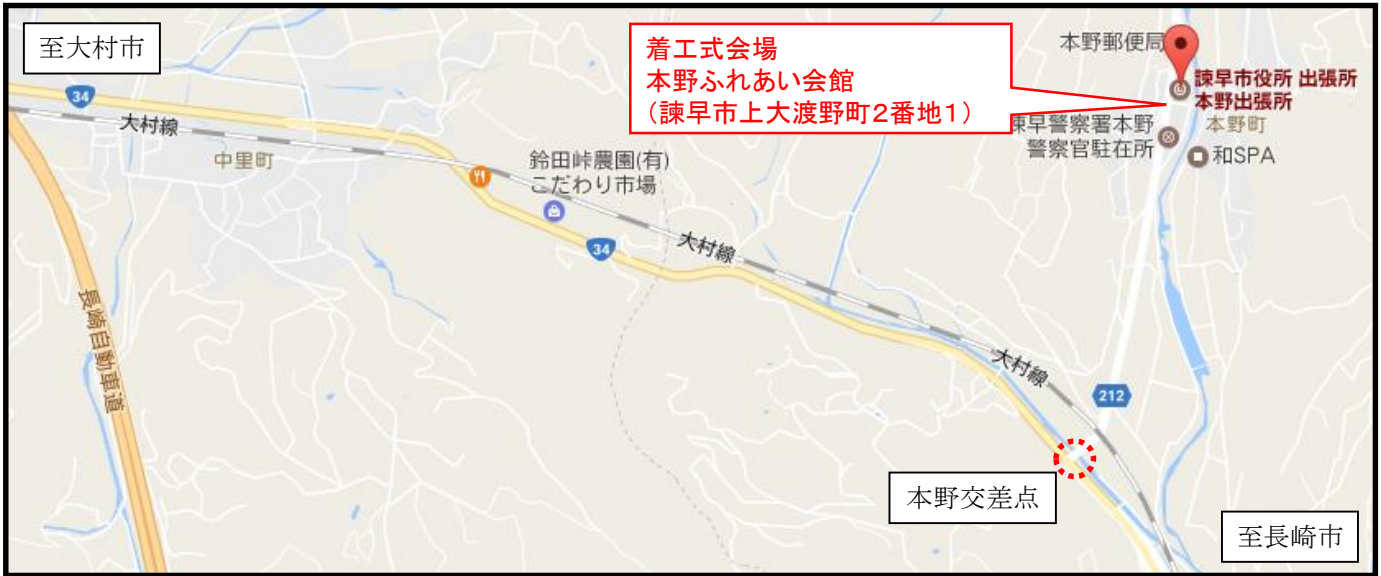 至大村市
34
大村線
中里町
長崎自動車道
鈴田峠農園(有)
こだわり市場
34
大村線
着工式会場
本野ふれあい会館
(諫早市上大渡野町2番地1)
本野郵便局
諫早市役所 出張所
本野出張所
本野町
諫早警察署本野
警察官駐在所
和SPA
大村線
212
本野交差点
至長崎市